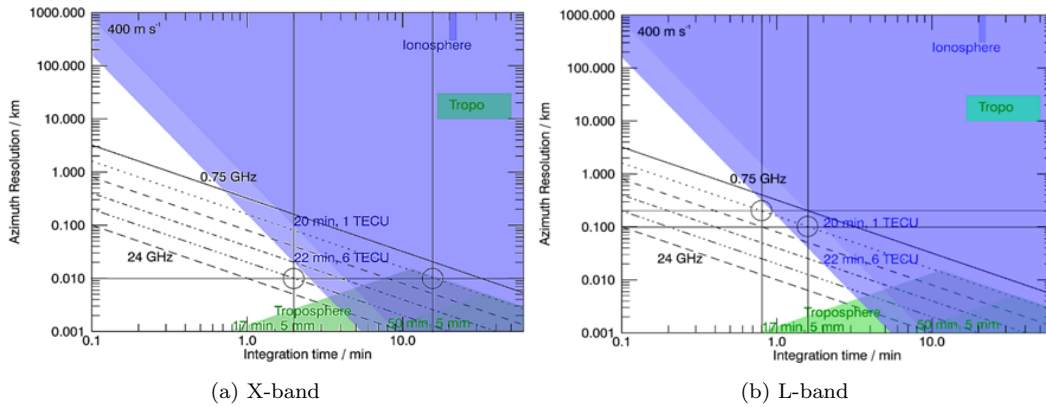 1000.000
400 m s⁻¹
Ionosphere
100.000
Tropo
10.000
1.000
0.75 GHz
20 min, 1 TECU
0.100
24 GHz
22 min, 6 TECU
0.010
Troposphere
17 min, 5 mm
50 min, 5 mm
0.001
0.1
1.0
10.0
Azimuth Resolution / km
Integration time / min
(a) X-band
1000.000
400 m s⁻¹
Ionosphere
100.000
Tropo
10.000
1.000
0.75 GHz
20 min, 1 TECU
0.100
24 GHz
22 min, 6 TECU
0.010
Troposphere
17 min, 5 mm
50 min, 5 mm
0.001
0.1
1.0
10.0
Azimuth Resolution / km
Integration time / min
(b) L-band